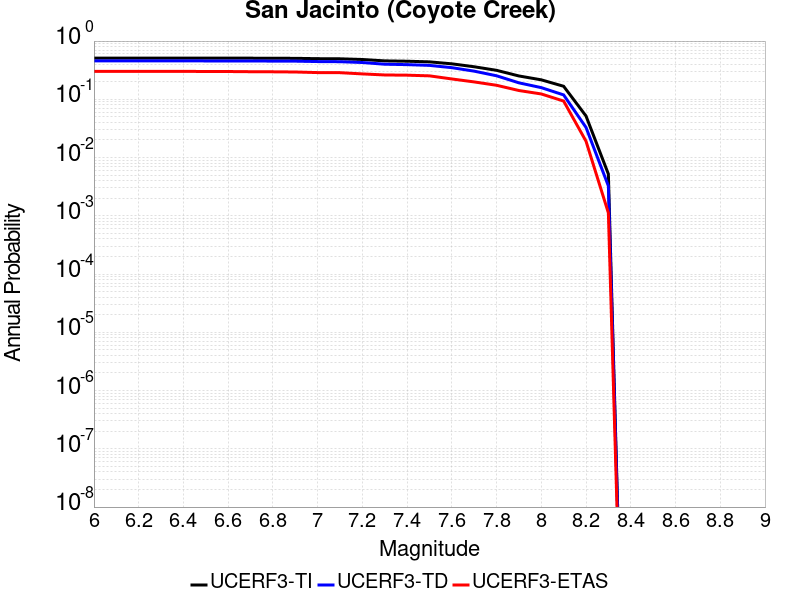 San Jacinto (Coyote Creek)
10^0
10^-1
10^-2
10^-3
10^-4
10^-5
10^-6
10^-7
10^-8
Annual Probability
6 6.2 6.4 6.6 6.8 7 7.2 7.4 7.6 7.8 8 8.2 8.4 8.6 8.8 9
Magnitude
UCERF3-TI UCERF3-TD UCERF3-ETAS